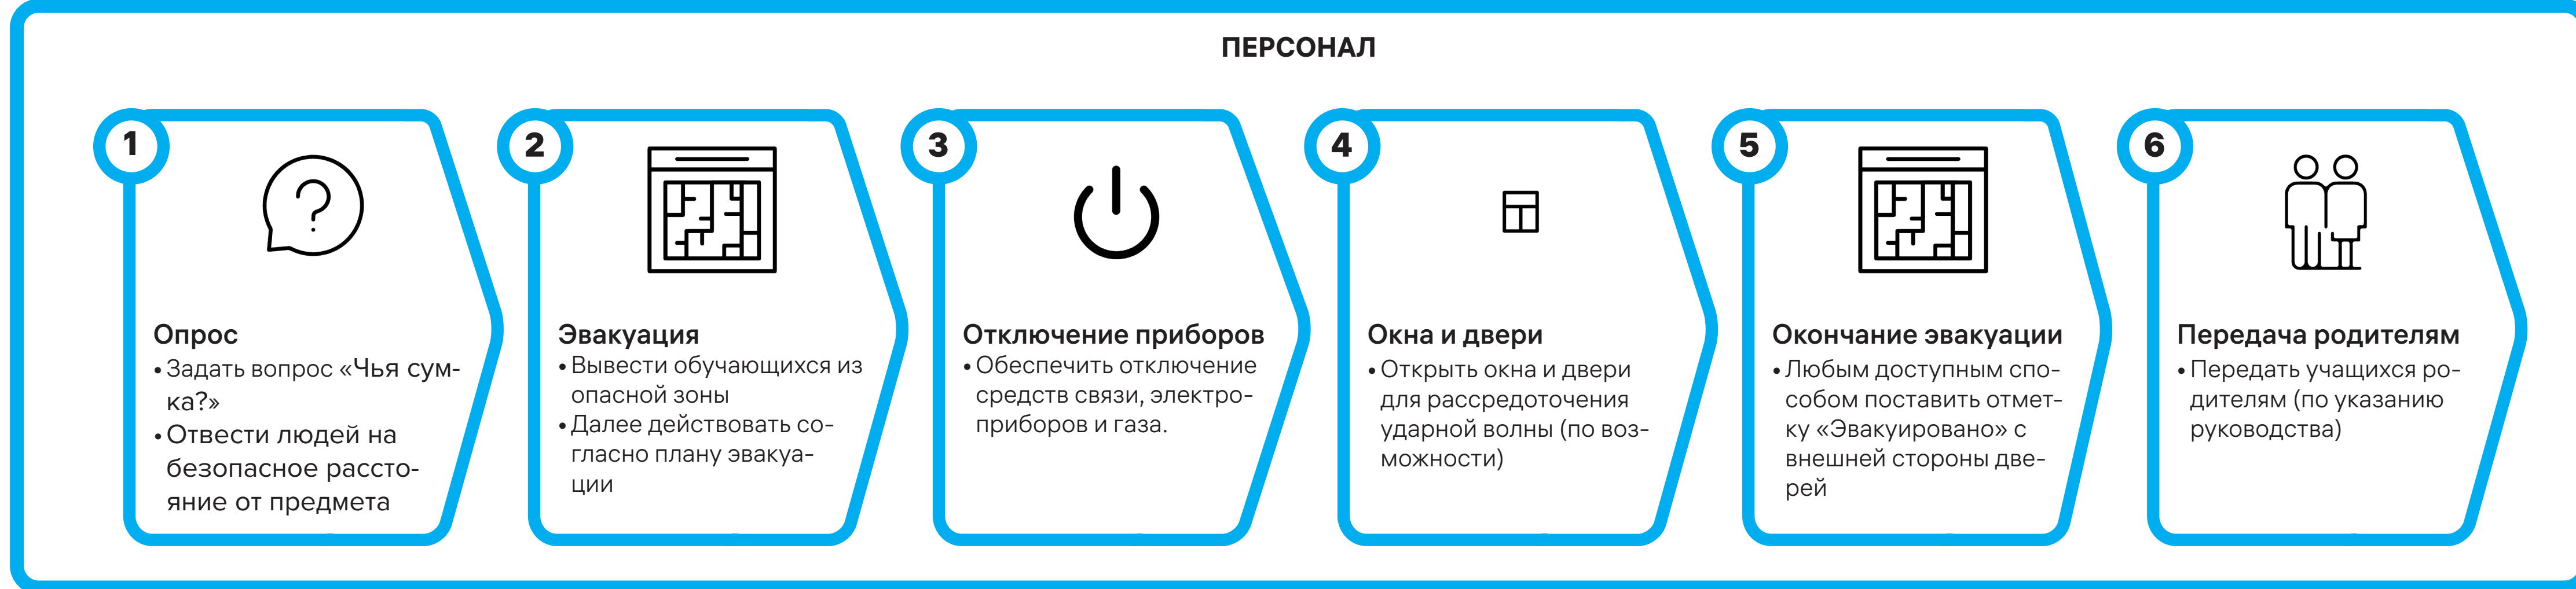 ПЕРСОНАЛ
1
Опрос
• Задать вопрос «Чья сум-
ка?»
• Отвести людей на
безопасное рассто-
яние от предмета
2
Эвакуация
• Вывести обучающихся из
опасной зоны
• Далее действовать со-
гласно плану эвакуа-
ции
3
Отключение приборов
• Обеспечить отключение
средств связи, электро-
приборов и газа.
4
Окна и двери
• Открыть окна и двери
для рассредоточения
ударной волны (по воз-
можности)
5
Окончание эвакуации
• Любым доступным спо-
собом поставить отмет-
ку «Эвакуировано» с
внешней стороны две-
рей
6
Передача родителям
• Передать учащихся ро-
дителям (по указанию
руководства)